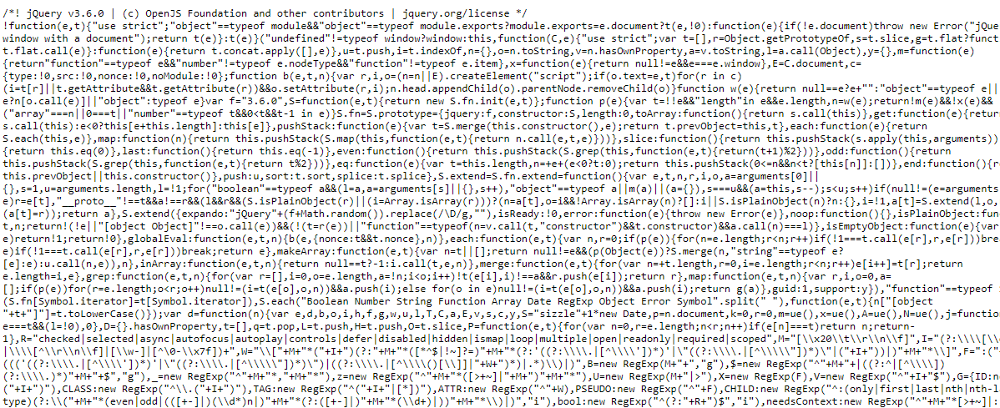 /*! jQuery v3.6.0 | (c) OpenJS Foundation and other contributors | jquery.org/license */
!function(e,t){"use strict";"object"==typeof module&&"object"==typeof module.exports?module.exports=e.document?t(e,!0):function(e){if(!e.document)throw new Error("jQue
window with a document");return t(e)}:t(e)}("undefined"!=typeof window?window:this,function(C,e){"use strict";var t=[],r=Object.getPrototypeOf,s=t.slice,g=t.flat?funct
t.flat.call(e)}:function(e){return t.concat.apply([],e)},u=t.push,i=t.indexOf,n={},o=n.toString,v=n.hasOwnProperty,a=v.toString,l=a.call(Object),y={},m=function(e)
{return"function"==typeof e&&"number"!=typeof e.nodeType&&"function"!=typeof e.item},x=function(e){return null!=e&&e===e.window},E=C.document,c=
{type:!0,src:!0,nonce:!0,noModule:!0};function b(e,t,n){var r,i,o=(n=n||E).createElement("script");if(o.text=e,t)for(r in c)
(i=t[r]||t.getAttribute&&t.getAttribute(r))&&o.setAttribute(r,i);n.head.appendChild(o).parentNode.removeChild(o)}function w(e){return null==e?e+"":"object"==typeof e||
e?n[o.call(e)]||"object":typeof e}var f="3.6.0",S=function(e,t){return new S.fn.init(e,t)};function p(e){var t=!!e&&"length"in e&&e.length,n=w(e);return!m(e)&&!x(e)&&
("array"===n||0===t||"number"==typeof t&&0<t&&t-1 in e)}S.fn=S.prototype={jquery:f,constructor:S,length:0,toArray:function(){return s.call(this)},get:function(e){retur
S.call(this):e<0?this[e+this.length]:this[e]},pushStack:function(e){var t=S.merge(this.constructor(),e);return t.prevObject=this,t},each:function(e){return
S.each(this,e)},map:function(n){return this.pushStack(S.map(this,function(e,t){return n.call(e,t,e)}))},slice:function(){return this.pushStack(s.apply(this,arguments))
{return this.eq(0)},last:function(){return this.eq(-1)},even:function(){return this.pushStack(S.grep(this,function(e,t){return(t+1)%2}))},odd:function(){return
this.pushStack(S.grep(this,function(e,t){return t%2}))},eq:function(e){var t=this.length,n=+e+(e<0?t:0);return this.pushStack(0<=n&&n<t?[this[n]]:[])},end:function(){r
this.prevObject||this.constructor()},push:u,sort:t.sort,splice:t.splice},S.extend=S.fn.extend=function(){var e,t,n,r,i,o,a=arguments[0]||
{},s=1,u=arguments.length,l=!1;for("boolean"==typeof a&&(l=a,a=arguments[s]||{},s++),"object"==typeof a||m(a)||(a={}),s===u&&(a=this,s--);s<u;s++)if(null!=(e=arguments
e)r=e[t],"__proto__"!==t&&a!==r&&(l&&r&&(S.isPlainObject(r)||(i=Array.isArray(r)))?(n=a[t],o=i&&!Array.isArray(n)?[]:i||S.isPlainObject(n)?n:{},i=!1,a[t]=S.extend(l,o,
(a[t]=r));return a},S.extend({expando:"jQuery"+(f+Math.random()).replace(/\D/g,""),isReady:!0,error:function(e){throw new Error(e)},noop:function(){},isPlainObject:fun
t,n;return!(!e||"[object Object]"!==o.call(e))&&(!(t=r(e))||"function"==typeof(n=v.call(t,"constructor")&&t.constructor)&&a.call(n)===l)},isEmptyObject:function(e){var
e)return!1;return!0},globalEval:function(e,t,n){b(e,{nonce:t&&t.nonce},n)},each:function(e,t){var n,r=0;if(p(e)){for(n=e.length;r<n;r++)if(!1===t.call(e[r],r,e[r]))bre
e)if(!1===t.call(e[r],r,e[r]))break;return e},makeArray:function(e,t){var n=t||[];return null!=e&&(p(Object(e))?S.merge(n,"string"==typeof e?
[e]:e):u.call(n,e)),n},inArray:function(e,t,n){return null==t?-1:i.call(t,e,n)},merge:function(e,t){for(var n=+t.length,r=0,i=e.length;r<n;r++)e[i++]=t[r];return
e.length=i,e},grep:function(e,t,n){for(var r=[],i=0,o=e.length,a=!n;i<o;i++)!t(e[i],i)!==a&&r.push(e[i]);return r},map:function(e,t,n){var r,i,o=0,a=
[];if(p(e))for(r=e.length;o<r;o++)null!=(i=t(e[o],o,n))&&a.push(i);else for(o in e)null!=(i=t(e[o],o,n))&&a.push(i);return g(a)},guid:1,support:y}),"function"==typeof
(S.fn[Symbol.iterator]=t[Symbol.iterator]),S.each("Boolean Number String Function Array Date RegExp Object Error Symbol".split(" "),function(e,t){n["[object
"+t+"]"]=t.toLowerCase()});var d=function(n){var e,d,b,o,i,h,f,g,w,u,l,T,C,a,E,v,s,c,y,S="sizzle"+1*new Date,p=n.document,k=0,r=0,m=ue(),x=ue(),A=ue(),N=ue(),j=functio
e===t&&(l=!0),0},D={}.hasOwnProperty,t=[],q=t.pop,L=t.push,H=t.push,O=t.slice,P=function(e,t){for(var n=0,r=e.length;n<r;n++)if(e[n]===t)return n;return-
1},R="checked|selected|async|autofocus|autoplay|controls|defer|disabled|hidden|ismap|loop|multiple|open|readonly|required|scoped",M="[\\x20\\t\\r\\n\\f]",I="(?:\\\\[\\
|\\\\[^\\r\\n\\f]|[\\w-]|[^\0-\\x7f])+",W="\\["+M+"*("+I+")(?:"+M+"*([*^$|!~]?=)"+M+"*(?:'((?:\\\\.|[^\\\\'])*)'|\"((?:\\\\.|[^\\\\\"])*)\"|("+I+"))|)"+M+"*\\]",F=":("
((('((?:\\\\.|[^\\\\'])*)'|\"((?:\\\\.|[^\\\\\"])*)\")|((?:\\\\.|[^\\\\()[\\]]|"+W+")*)|.*)\\)|)",B=new RegExp(M+"+","g"),$=new RegExp("^"+M+"+|((?:^|[^\\\\])
(?:\\\\.)*)"+M+"+$","g"),_=new RegExp("^"+M+"*,"+M+"*"),z=new RegExp("^"+M+"*([>+~]|"+M+")"+M+"*"),U=new RegExp(M+"|>"),X=new RegExp(F),V=new RegExp("^"+I+"$"),G={ID:n
("+I+")"),CLASS:new RegExp("^\\.("+I+")"),TAG:new RegExp("^("+I+"|[*])"),ATTR:new RegExp("^"+W),PSEUDO:new RegExp("^"+F),CHILD:new RegExp("^:(only|first|last|nth|nth-l
type)(?:\\("+M+"*(even|odd|(([+-]|)(\\d*)n|)"+M+"*(?:([+-]|)"+M+"*(\\d+)|))"+M+"*\\)|)","i"),bool:new RegExp("^(?:"+R+")$","i"),needsContext:new RegExp("^"+M+"*[>+~]|: